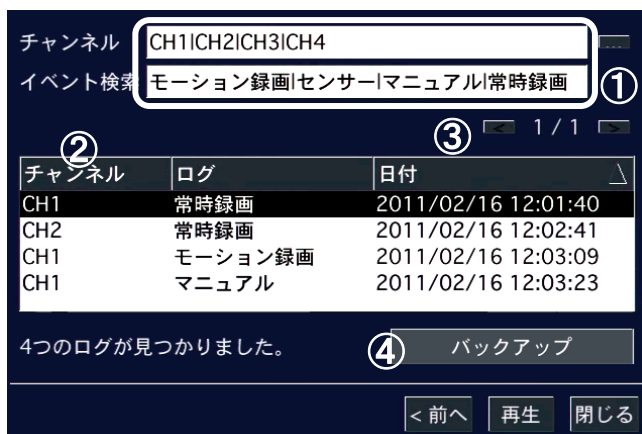 チャンネル CH1|CH2|CH3|CH4 ...
イベント検索 モーション録画|センサー|マニュアル|常時録画 ①
③ < 1 / 1 >
②
チャンネル ログ 日付 △
CH1 常時録画 2011/02/16 12:01:40
CH2 常時録画 2011/02/16 12:02:41
CH1 モーション録画 2011/02/16 12:03:09
CH1 マニュアル 2011/02/16 12:03:23
4つのログが見つかりました。 ④ バックアップ
< 前へ 再生 閉じる